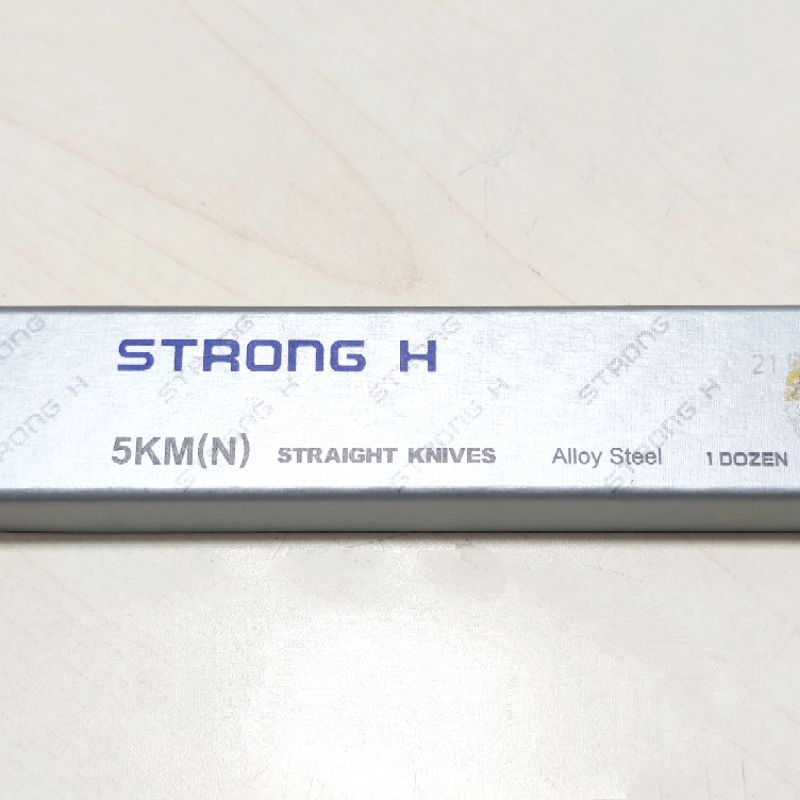 STRONG H
5KM(N) STRAIGHT KNIVES Alloy Steel 1 DOZEN